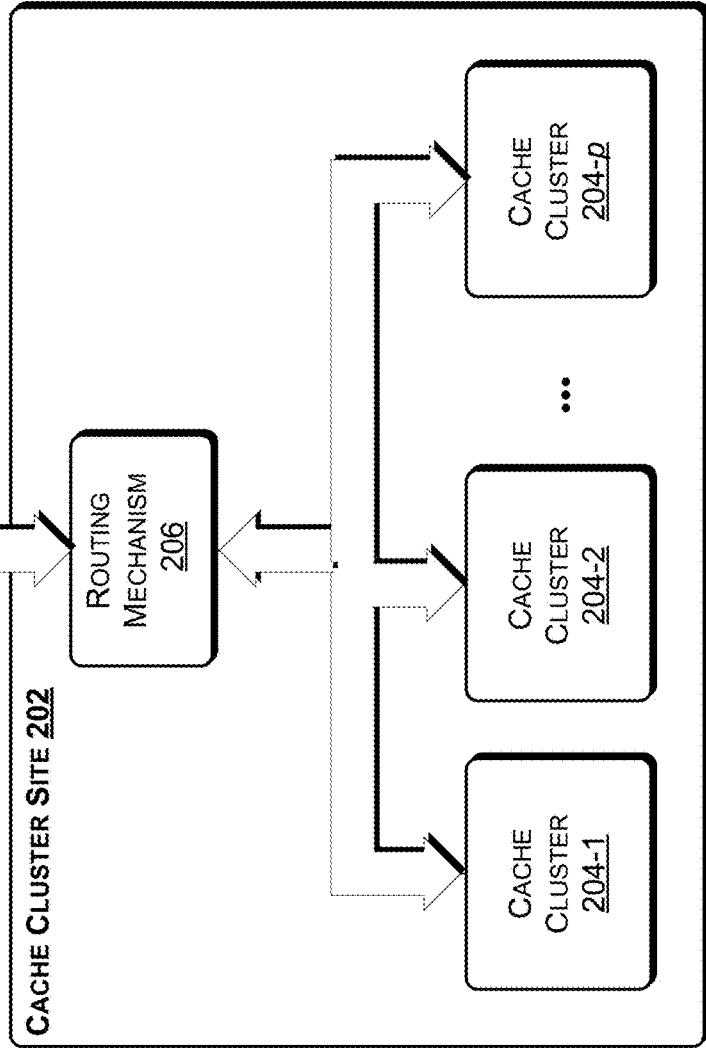 CACHE CLUSTER SITE 202
ROUTING
MECHANISM
206
CACHE
CLUSTER
204-1
CACHE
CLUSTER
204-2
...
CACHE
CLUSTER
204-p